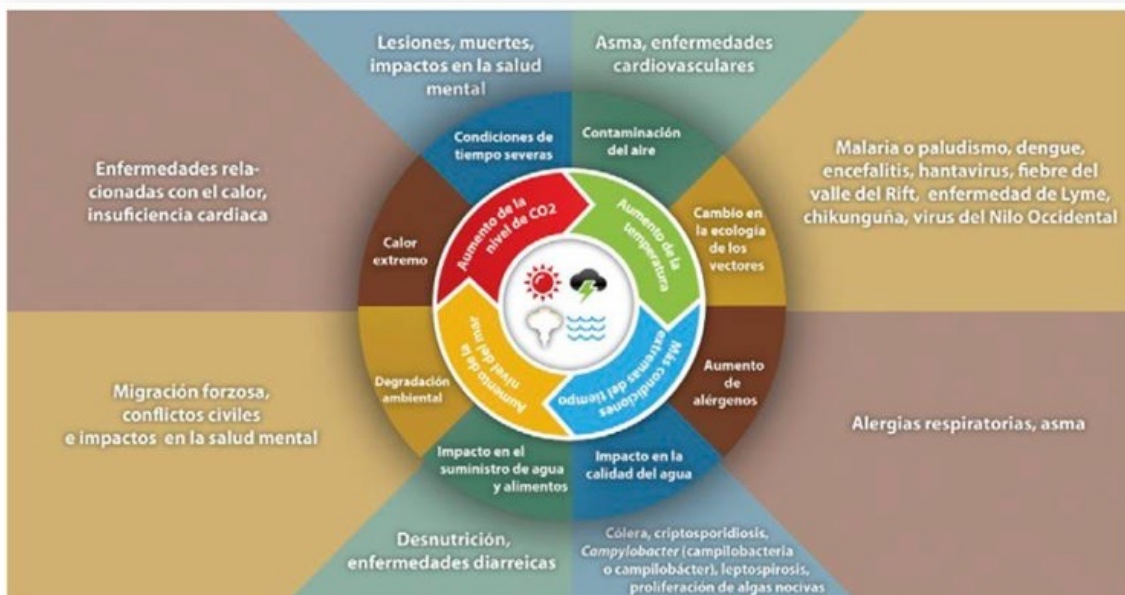 Lesiones, muertes,
impactos en la salud
mental
Asma, enfermedades
cardiovasculares
Condiciones de
tiempo severas
Contaminación
del aire
Enfermedades rela-
cionadas con el calor,
insuficiencia cardiaca
Malaria o paludismo, dengue,
encefalitis, hantavirus, fiebre del
valle del Rift, enfermedad de Lyme,
chikunguña, virus del Nilo Occidental
Calor
extremo
Aumento de la
nivel de CO2
Aumento de la
temperatura
Cambio en
la ecología
de los
vectores
Migración forzosa,
conflictos civiles
e impactos en la salud mental
Degradación
ambiental
Aumento de la
nivel del mar
Más condiciones
extremas del tiempo
Aumento
de
alérgenos
Alergias respiratorias, asma
Impacto en el
suministro de agua
y alimentos
Impacto en la
calidad del agua
Desnutrición,
enfermedades diarreicas
Cólera, criptosporidiosis,
Campylobacter (campilobacteria
o campilobácter), leptospirosis,
proliferación de algas nocivas